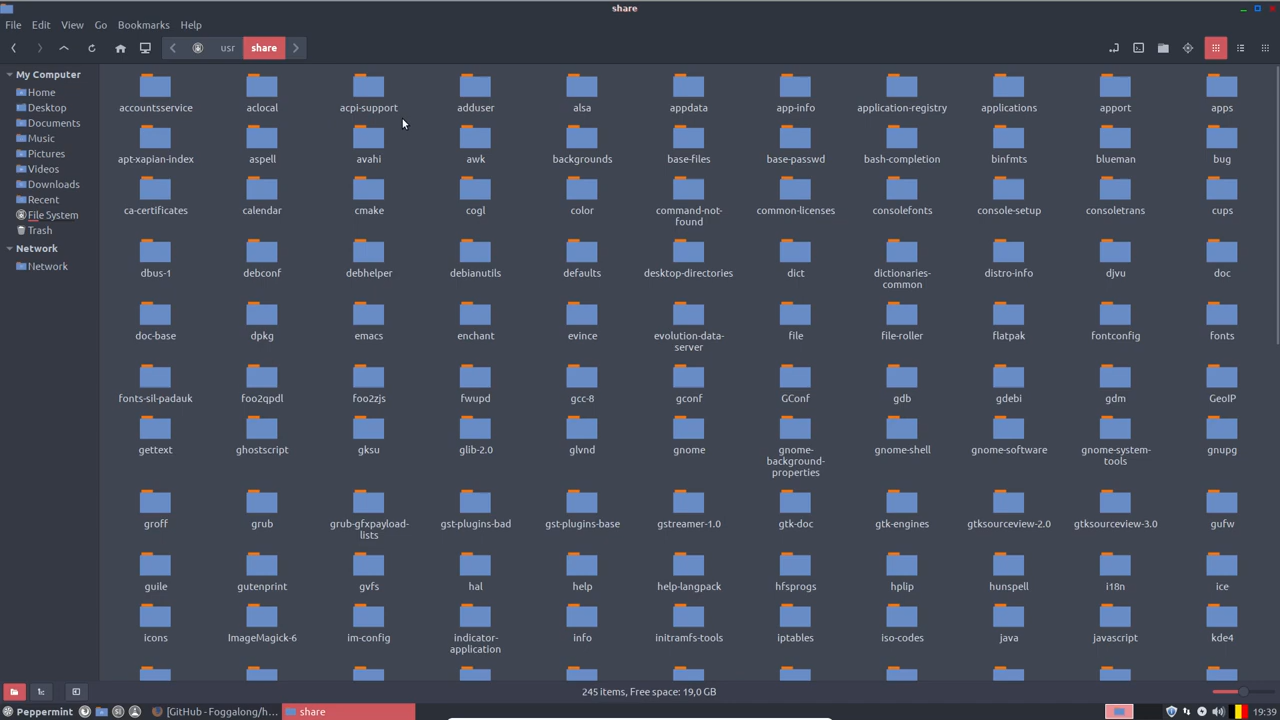 share
File Edit View Go Bookmarks Help
usr share
My Computer
Home
Desktop
Documents
Music
Pictures
Videos
Downloads
Recent
File System
Trash
Network
Network
accountsservice aclocal acpi-support adduser alsa appdata app-info application-registry applications apport apps
apt-xapian-index aspell avahi awk backgrounds base-files base-passwd bash-completion binfmts blueman bug
ca-certificates calendar cmake cogl color command-not-found common-licenses consolefonts console-setup consoletrans cups
dbus-1 debconf debhelper debianutils defaults desktop-directories dict dictionaries-common distro-info djvu doc
doc-base dpkg emacs enchant evince evolution-data-server file file-roller flatpak fontconfig fonts
fonts-sil-padauk foo2qpdl foo2zjs fwupd gcc-8 gconf GConf gdb gdebi gdm GeoIP
gettext ghostscript gksu glib-2.0 glvnd gnome gnome-background-properties gnome-shell gnome-software gnome-system-tools gnupg
groff grub grub-gfxpayload-lists gst-plugins-bad gst-plugins-base gstreamer-1.0 gtk-doc gtk-engines gtksourceview-2.0 gtksourceview-3.0 gufw
guile gutenprint gvfs hal help help-langpack hfsprogs hplip hunspell i18n ice
icons ImageMagick-6 im-config indicator-application info initramfs-tools iptables iso-codes java javascript kde4
245 items, Free space: 19,0 GB
Peppermint [GitHub - Foggalong/h... share 19:39